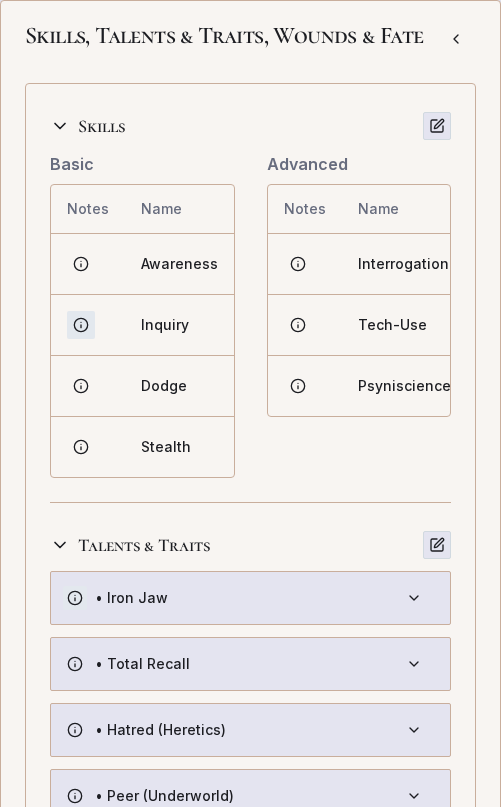 Skills, Talents & Traits, Wounds & Fate
Skills
Basic
Notes Name
Awareness
Inquiry
Dodge
Stealth
Advanced
Notes Name
Interrogation
Tech-Use
Psyniscience
Talents & Traits
• Iron Jaw
• Total Recall
• Hatred (Heretics)
• Peer (Underworld)